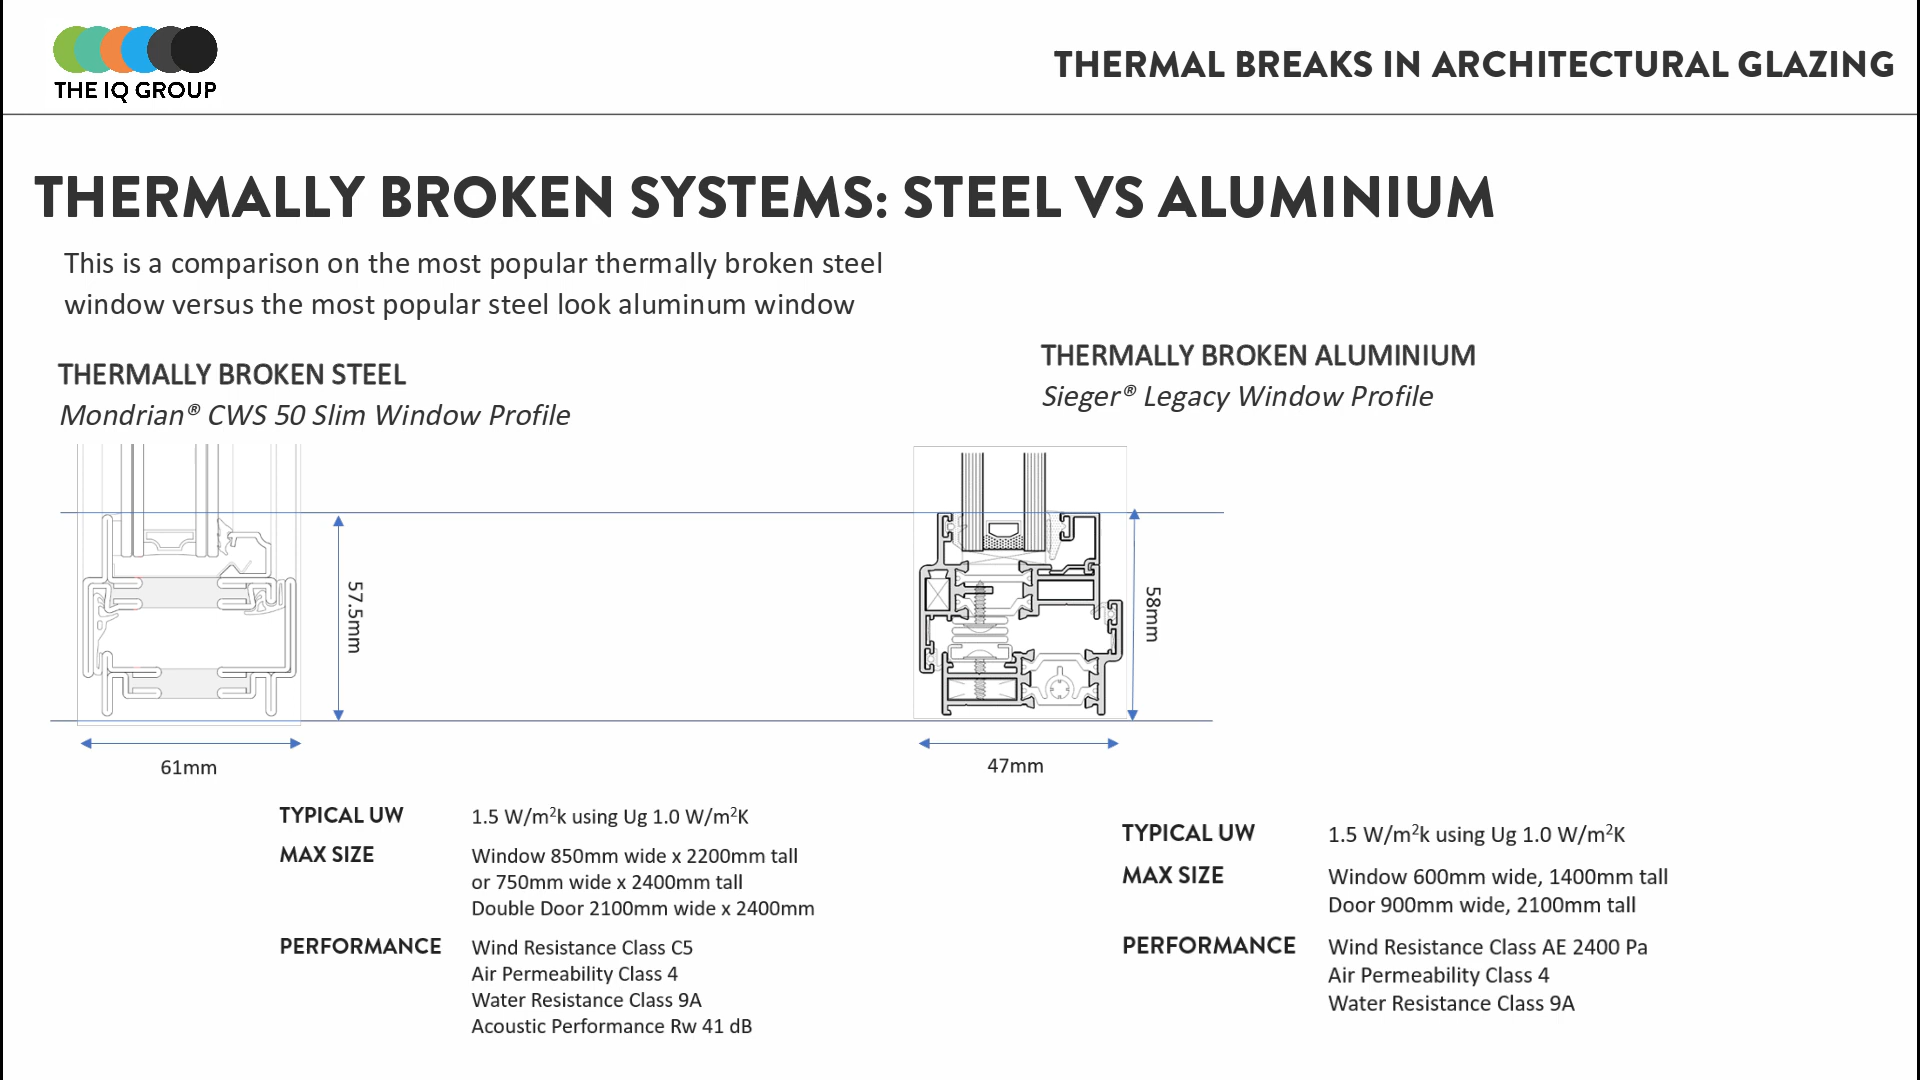 THE IQ GROUP
THERMAL BREAKS IN ARCHITECTURAL GLAZING
THERMALLY BROKEN SYSTEMS: STEEL VS ALUMINIUM
This is a comparison on the most popular thermally broken steel
window versus the most popular steel look aluminum window
THERMALLY BROKEN STEEL
Mondrian® CWS 50 Slim Window Profile
57.5mm
61mm
TYPICAL UW
1.5 W/m²k using Ug 1.0 W/m²K
MAX SIZE
Window 850mm wide x 2200mm tall
or 750mm wide x 2400mm tall
Double Door 2100mm wide x 2400mm
PERFORMANCE
Wind Resistance Class C5
Air Permeability Class 4
Water Resistance Class 9A
Acoustic Performance Rw 41 dB
THERMALLY BROKEN ALUMINIUM
Sieger® Legacy Window Profile
58mm
47mm
TYPICAL UW
1.5 W/m²k using Ug 1.0 W/m²K
MAX SIZE
Window 600mm wide, 1400mm tall
Door 900mm wide, 2100mm tall
PERFORMANCE
Wind Resistance Class AE 2400 Pa
Air Permeability Class 4
Water Resistance Class 9A